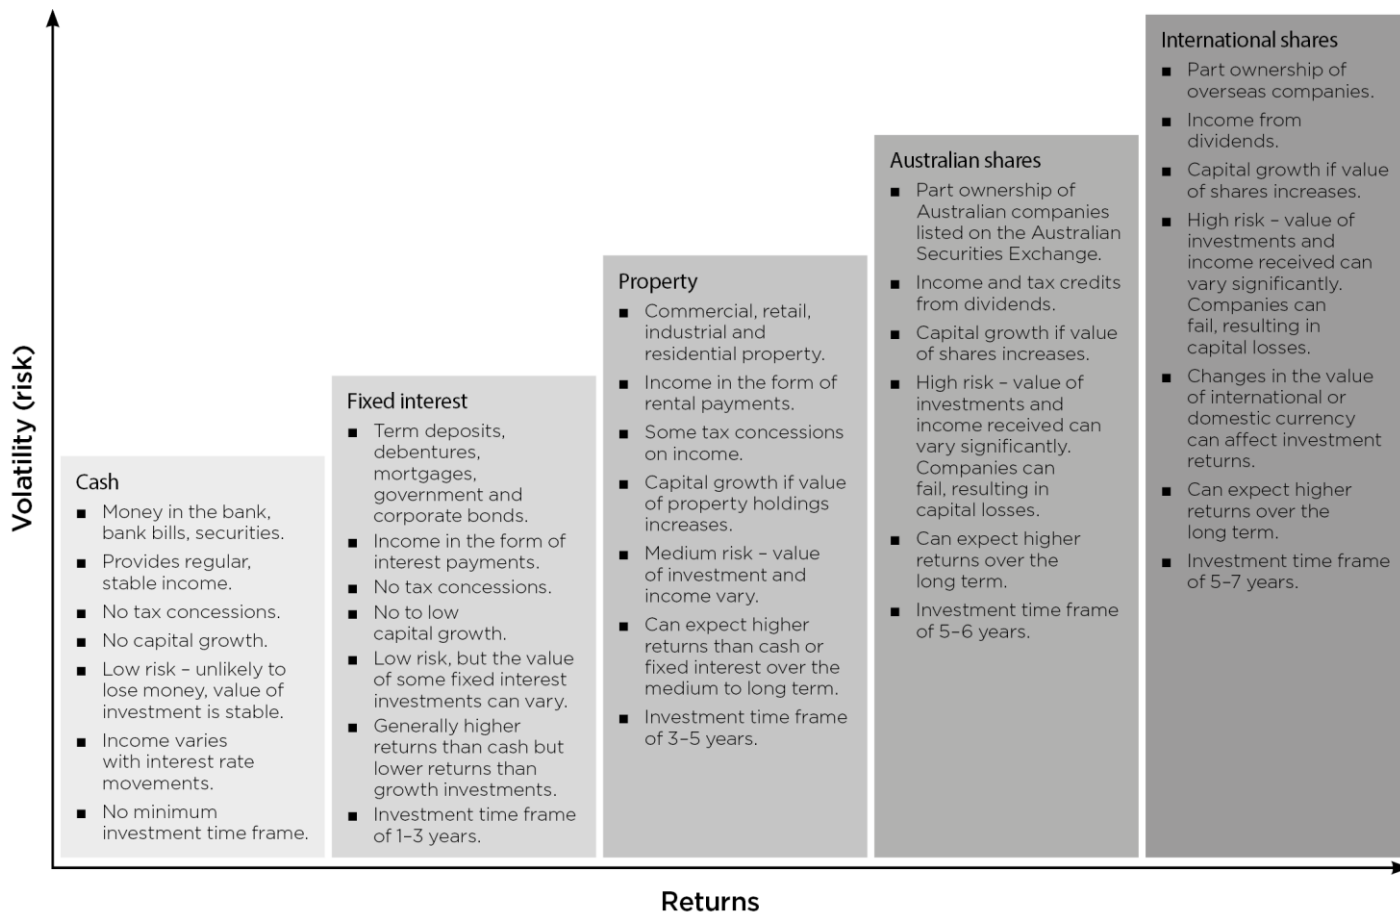 Volatility (risk)
Cash
■ Money in the bank,
bank bills, securities.
■ Provides regular,
stable income.
■ No tax concessions.
■ No capital growth.
■ Low risk – unlikely to
lose money, value of
investment is stable.
■ Income varies
with interest rate
movements.
■ No minimum
investment time frame.
Fixed interest
■ Term deposits,
debentures,
mortgages,
government and
corporate bonds.
■ Income in the form of
interest payments.
■ No tax concessions.
■ No to low
capital growth.
■ Low risk, but the value
of some fixed interest
investments can vary.
■ Generally higher
returns than cash but
lower returns than
growth investments.
■ Investment time frame
of 1–3 years.
Property
■ Commercial, retail,
industrial and
residential property.
■ Income in the form of
rental payments.
■ Some tax concessions
on income.
■ Capital growth if value
of property holdings
increases.
■ Medium risk – value
of investment and
income vary.
■ Can expect higher
returns than cash or
fixed interest over the
medium to long term.
■ Investment time frame
of 3–5 years.
Australian shares
■ Part ownership of
Australian companies
listed on the Australian
Securities Exchange.
■ Income and tax credits
from dividends.
■ Capital growth if value
of shares increases.
■ High risk – value of
investments and
income received can
vary significantly.
Companies can
fail, resulting in
capital losses.
■ Can expect higher
returns over the
long term.
■ Investment time frame
of 5–6 years.
International shares
■ Part ownership of
overseas companies.
■ Income from
dividends.
■ Capital growth if value
of shares increases.
■ High risk – value of
investments and
income received can
vary significantly.
Companies can
fail, resulting in
capital losses.
■ Changes in the value
of international or
domestic currency
can affect investment
returns.
■ Can expect higher
returns over the
long term.
■ Investment time frame
of 5–7 years.
Returns